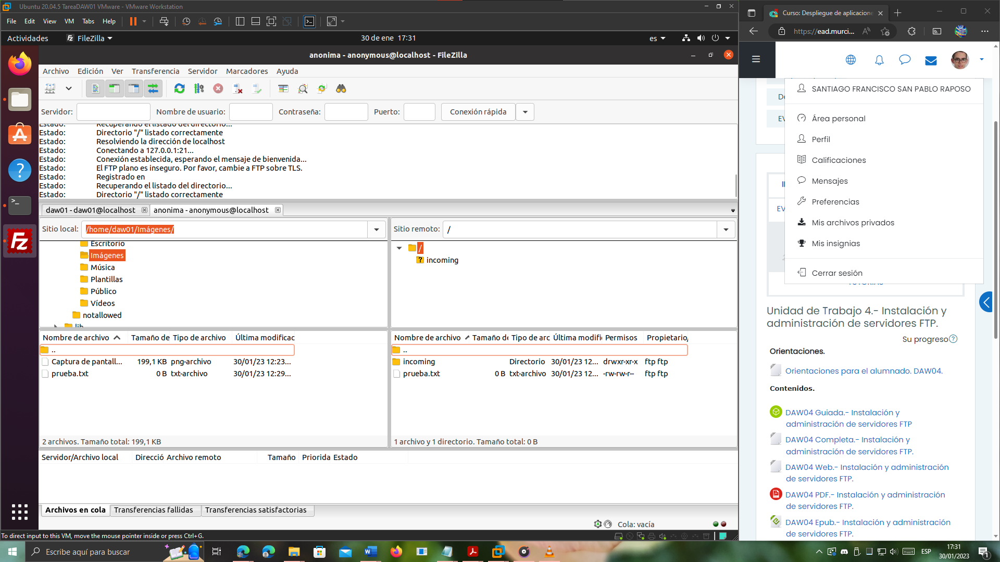 Ubuntu 20.04.5 TareaDAW01 VMware - VMware Workstation
File Edit View VM Tabs Help
Actividades FileZilla 30 de ene 17:31 es
anonima - anonymous@localhost - FileZilla
Archivo Edición Ver Transferencia Servidor Marcadores Ayuda
Servidor: Nombre de usuario: Contraseña: Puerto: Conexión rápida
Estado: Recuperando el listado del directorio...
Estado: Directorio "/" listado correctamente
Estado: Resolviendo la dirección de localhost
Estado: Conectando a 127.0.0.1:21...
Estado: Conexión establecida, esperando el mensaje de bienvenida...
Estado: El FTP plano es inseguro. Por favor, cambie a FTP sobre TLS.
Estado: Registrado en
Estado: Recuperando el listado del directorio...
Estado: Directorio "/" listado correctamente
daw01 - daw01@localhost anonima - anonymous@localhost
Sitio local: /home/daw01/Imágenes/
Escritorio
Imágenes
Música
Plantillas
Público
Vídeos
notallowed
lib
Sitio remoto: /
/
incoming
Nombre de archivo Tamaño de Tipo de archivo Última modificac
..
Captura de pantall... 199,1 KB png-archivo 30/01/23 12:23...
prueba.txt 0 B txt-archivo 30/01/23 12:29...
2 archivos. Tamaño total: 199,1 KB
Nombre de archivo Tamaño de Tipo de arc Última modific Permisos Propietario/
..
incoming Directorio 30/01/23 12... drwxr-xr-x ftp ftp
prueba.txt 0 B txt-archivo 30/01/23 12... -rw-rw-r-- ftp ftp
1 archivo y 1 directorio. Tamaño total: 0 B
Servidor/Archivo local Direcció Archivo remoto Tamaño Priorida Estado
Archivos en cola Transferencias fallidas Transferencias satisfactorias
Cola: vacía
To direct input to this VM, move the mouse pointer inside or press Ctrl+G.
Curso: Despliegue de aplicacione
https://ead.murci...
SANTIAGO FRANCISCO SAN PABLO RAPOSO
Área personal
Perfil
Calificaciones
Mensajes
Preferencias
Mis archivos privados
Mis insignias
Cerrar sesión
EV
EV
Unidad de Trabajo 4.- Instalación y
administración de servidores FTP.
Su progreso
Orientaciones.
Orientaciones para el alumnado. DAW04.
Contenidos.
DAW04 Guiada.- Instalación y
administración de servidores FTP
DAW04 Completa.- Instalación y
administración de servidores FTP.
DAW04 Web.- Instalación y administración
de servidores FTP.
DAW04 PDF.- Instalación y administración
de servidores FTP.
DAW04 Epub.- Instalación y administración
de servidores FTP.
Escribe aquí para buscar
ESP
17:31
30/01/2023
1